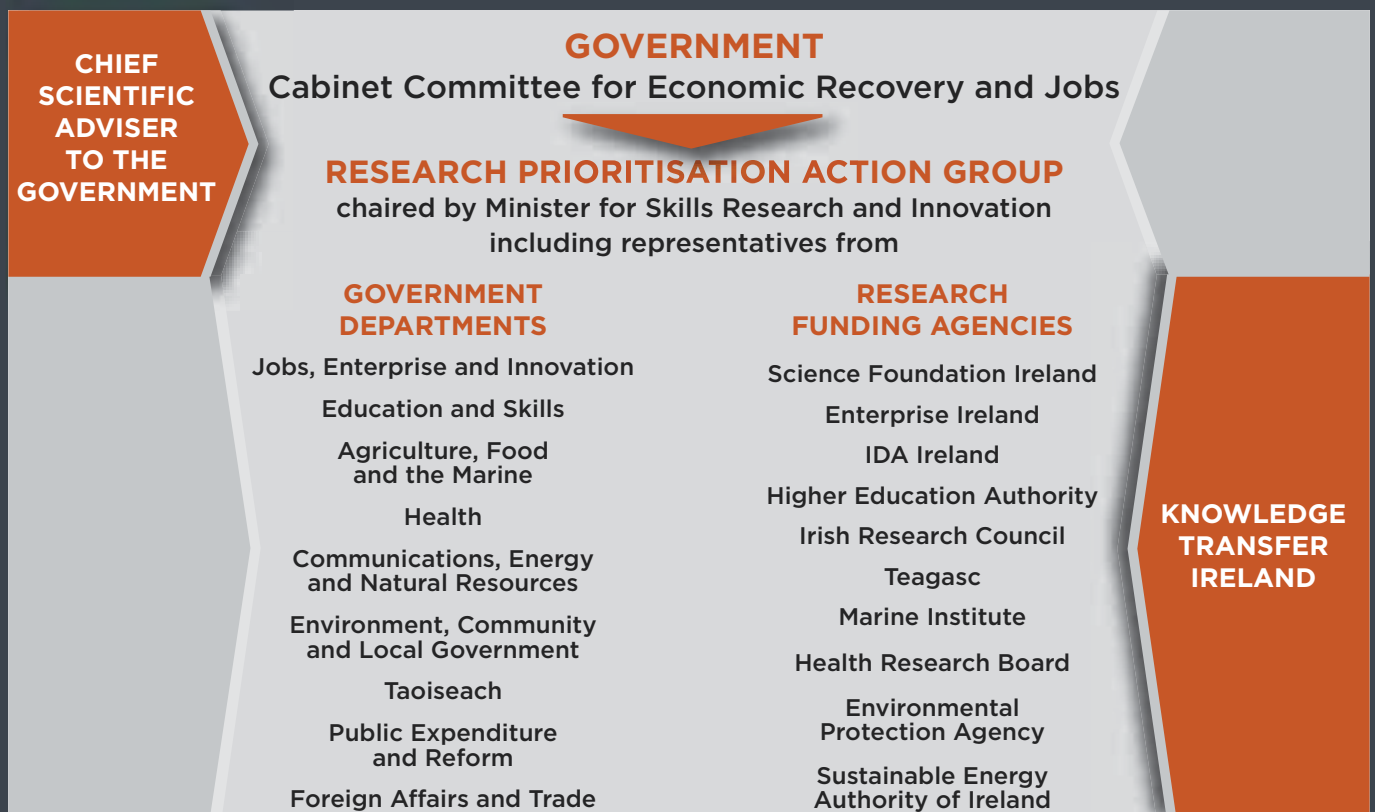 CHIEF
SCIENTIFIC
ADVISER
TO THE
GOVERNMENT
GOVERNMENT
Cabinet Committee for Economic Recovery and Jobs
RESEARCH PRIORITISATION ACTION GROUP
chaired by Minister for Skills Research and Innovation
including representatives from
GOVERNMENT
DEPARTMENTS
Jobs, Enterprise and Innovation
Education and Skills
Agriculture, Food
and the Marine
Health
Communications, Energy
and Natural Resources
Environment, Community
and Local Government
Taoiseach
Public Expenditure
and Reform
Foreign Affairs and Trade
RESEARCH
FUNDING AGENCIES
Science Foundation Ireland
Enterprise Ireland
IDA Ireland
Higher Education Authority
Irish Research Council
Teagasc
Marine Institute
Health Research Board
Environmental
Protection Agency
Sustainable Energy
Authority of Ireland
KNOWLEDGE
TRANSFER
IRELAND